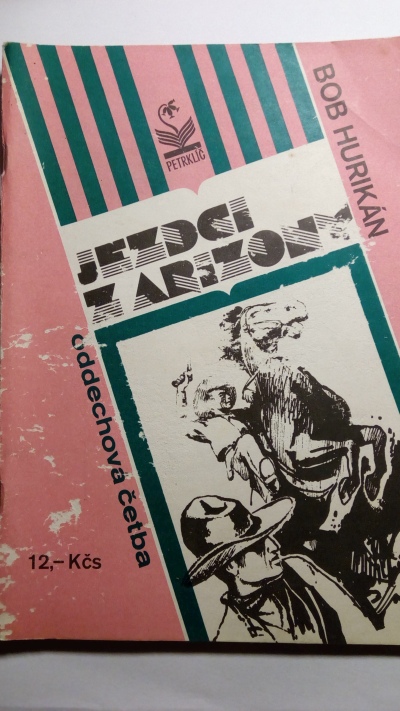 BOB HURIKÁN
PETRKLÍČ
JEZDCI
Z ARIZONY
oddechová četba
12,– Kčs